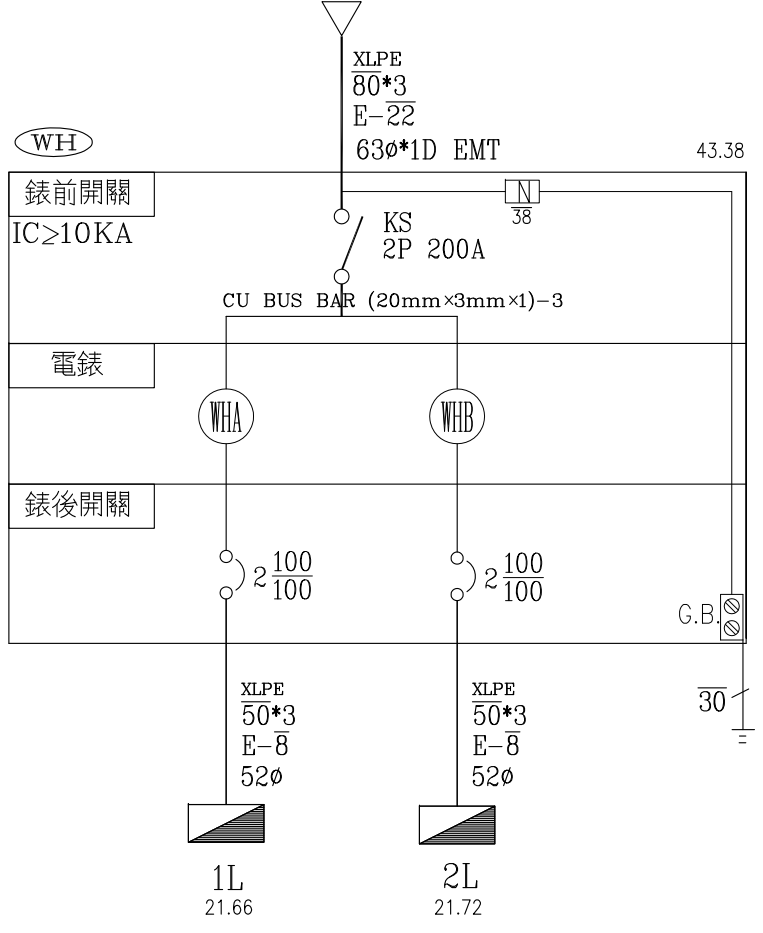 XLPE
80*3
E-22
63ø*1D EMT
WH
43.38
錶前開關
IC≥10KA
N
38
KS
2P 200A
CU BUS BAR (20mm×3mm×1)-3
電錶
WHA
WHB
錶後開關
2 100/100
2 100/100
G.B.
XLPE
50*3
E-8
52ø
XLPE
50*3
E-8
52ø
30
1L
21.66
2L
21.72